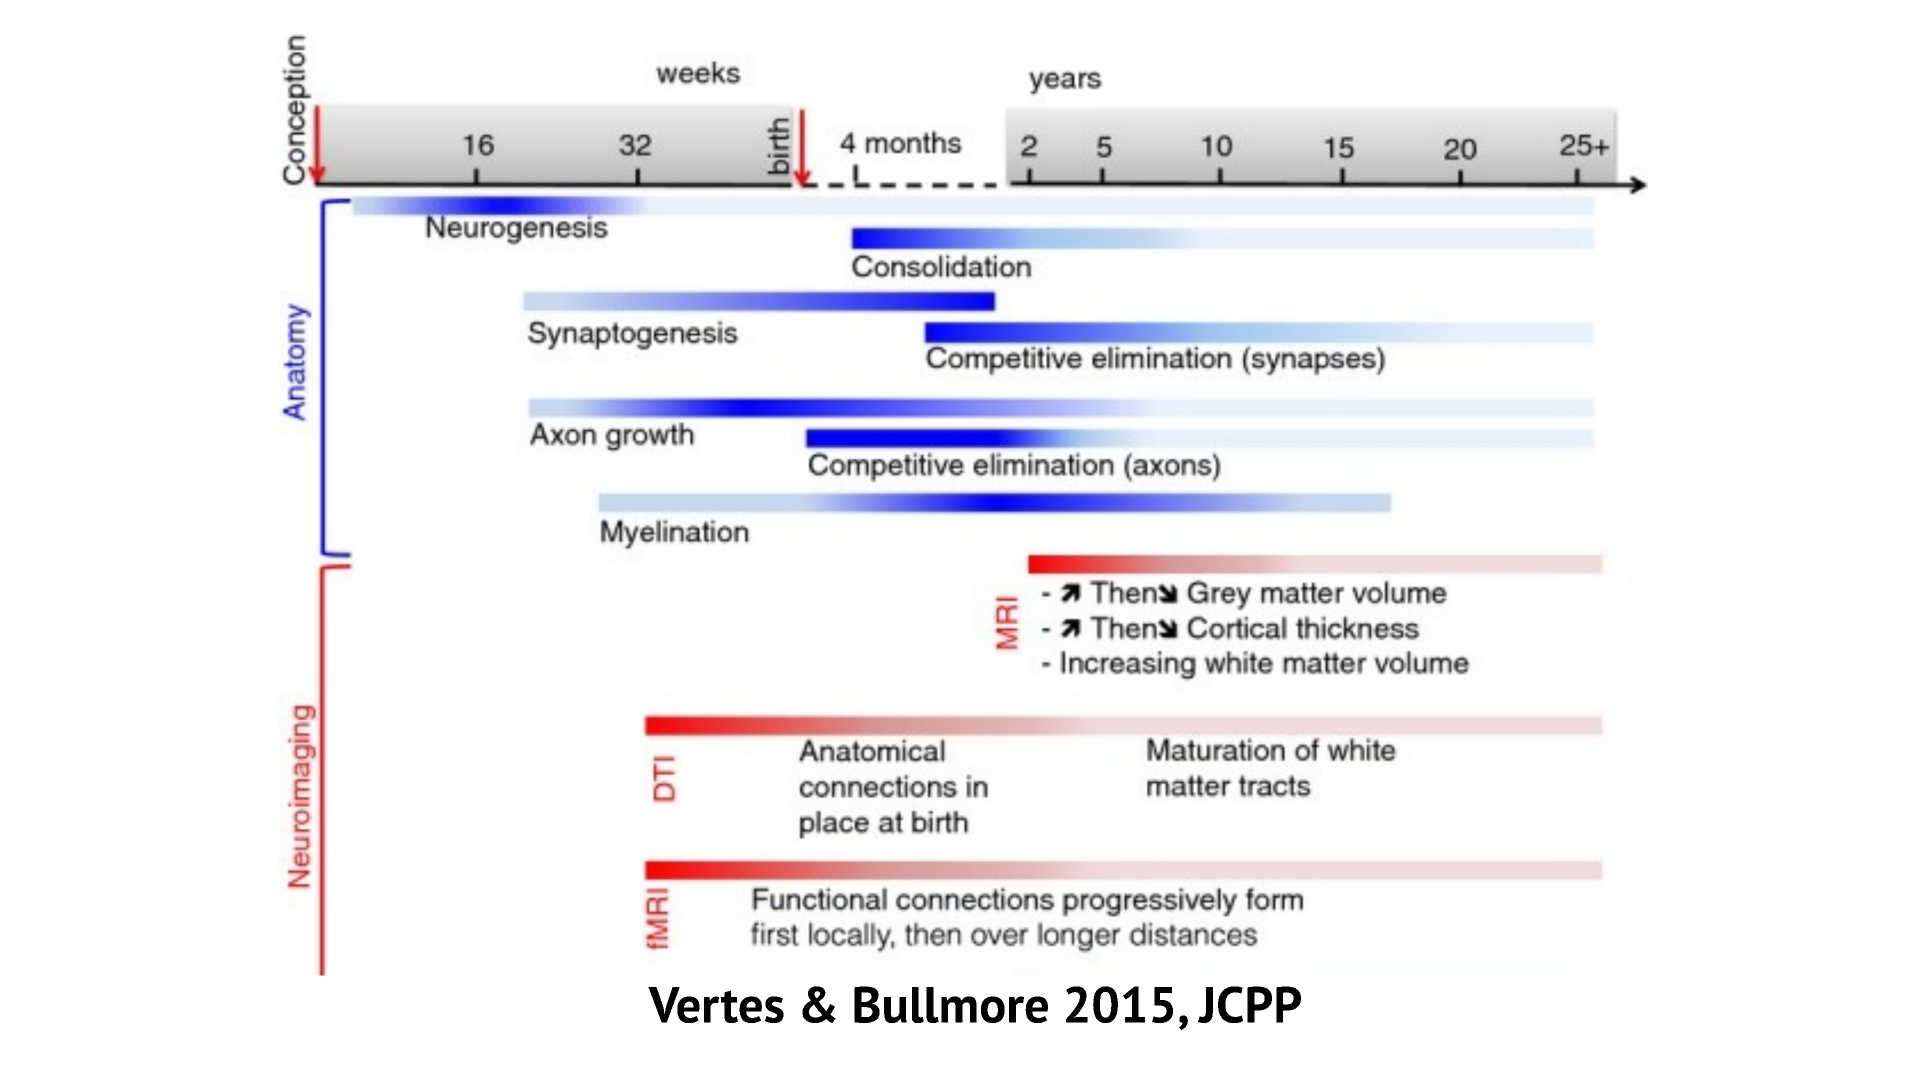 Conception
weeks
years
16
32
birth
4 months
2
5
10
15
20
25+
Anatomy
Neurogenesis
Consolidation
Synaptogenesis
Competitive elimination (synapses)
Axon growth
Competitive elimination (axons)
Myelination
Neuroimaging
MRI
- ↗ Then↘ Grey matter volume
- ↗ Then↘ Cortical thickness
- Increasing white matter volume
DTI
Anatomical
connections in
place at birth
Maturation of white
matter tracts
fMRI
Functional connections progressively form
first locally, then over longer distances
Vertes & Bullmore 2015, JCPP